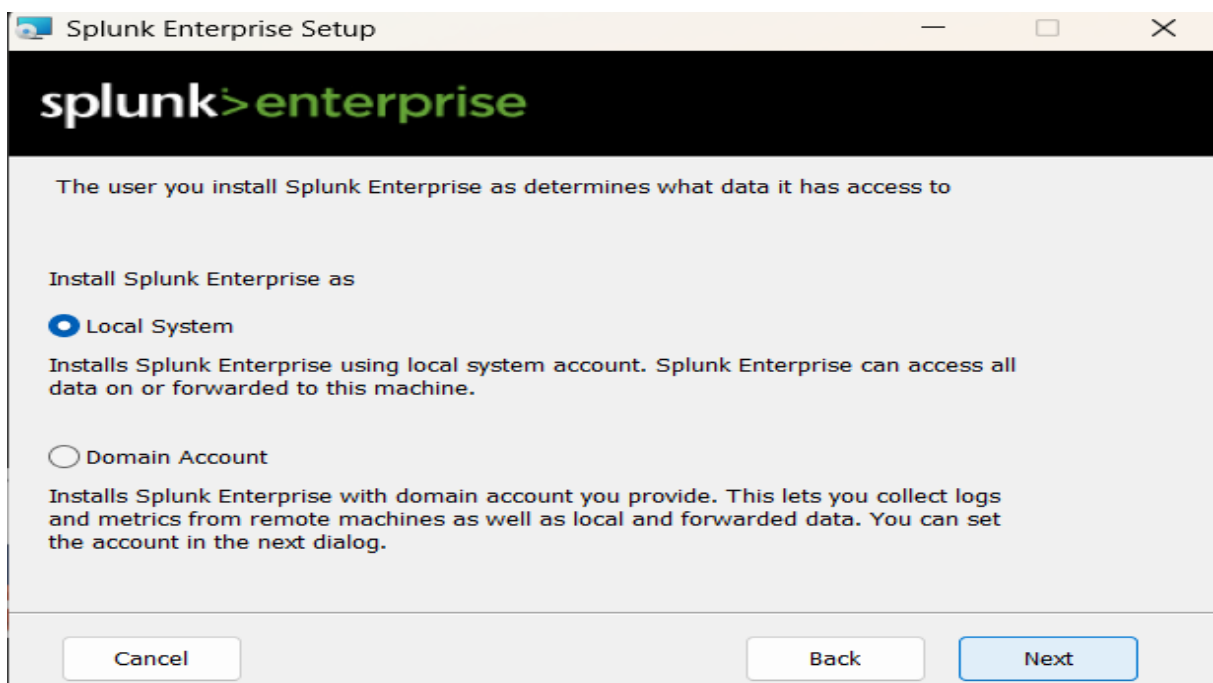 Splunk Enterprise Setup
splunk>enterprise
The user you install Splunk Enterprise as determines what data it has access to
Install Splunk Enterprise as
Local System
Installs Splunk Enterprise using local system account. Splunk Enterprise can access all
data on or forwarded to this machine.
Domain Account
Installs Splunk Enterprise with domain account you provide. This lets you collect logs
and metrics from remote machines as well as local and forwarded data. You can set
the account in the next dialog.
Cancel Back Next